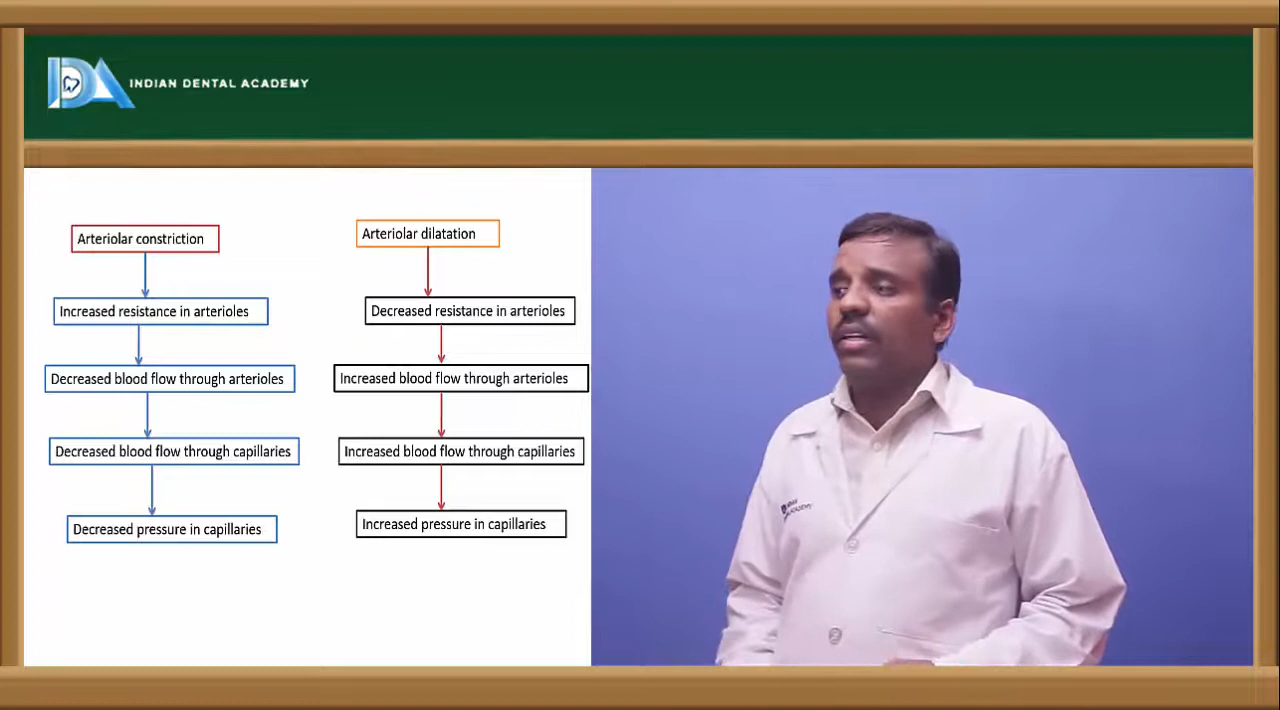 INDIAN DENTAL ACADEMY
Arteriolar constriction
Increased resistance in arterioles
Decreased blood flow through arterioles
Decreased blood flow through capillaries
Decreased pressure in capillaries
Arteriolar dilatation
Decreased resistance in arterioles
Increased blood flow through arterioles
Increased blood flow through capillaries
Increased pressure in capillaries